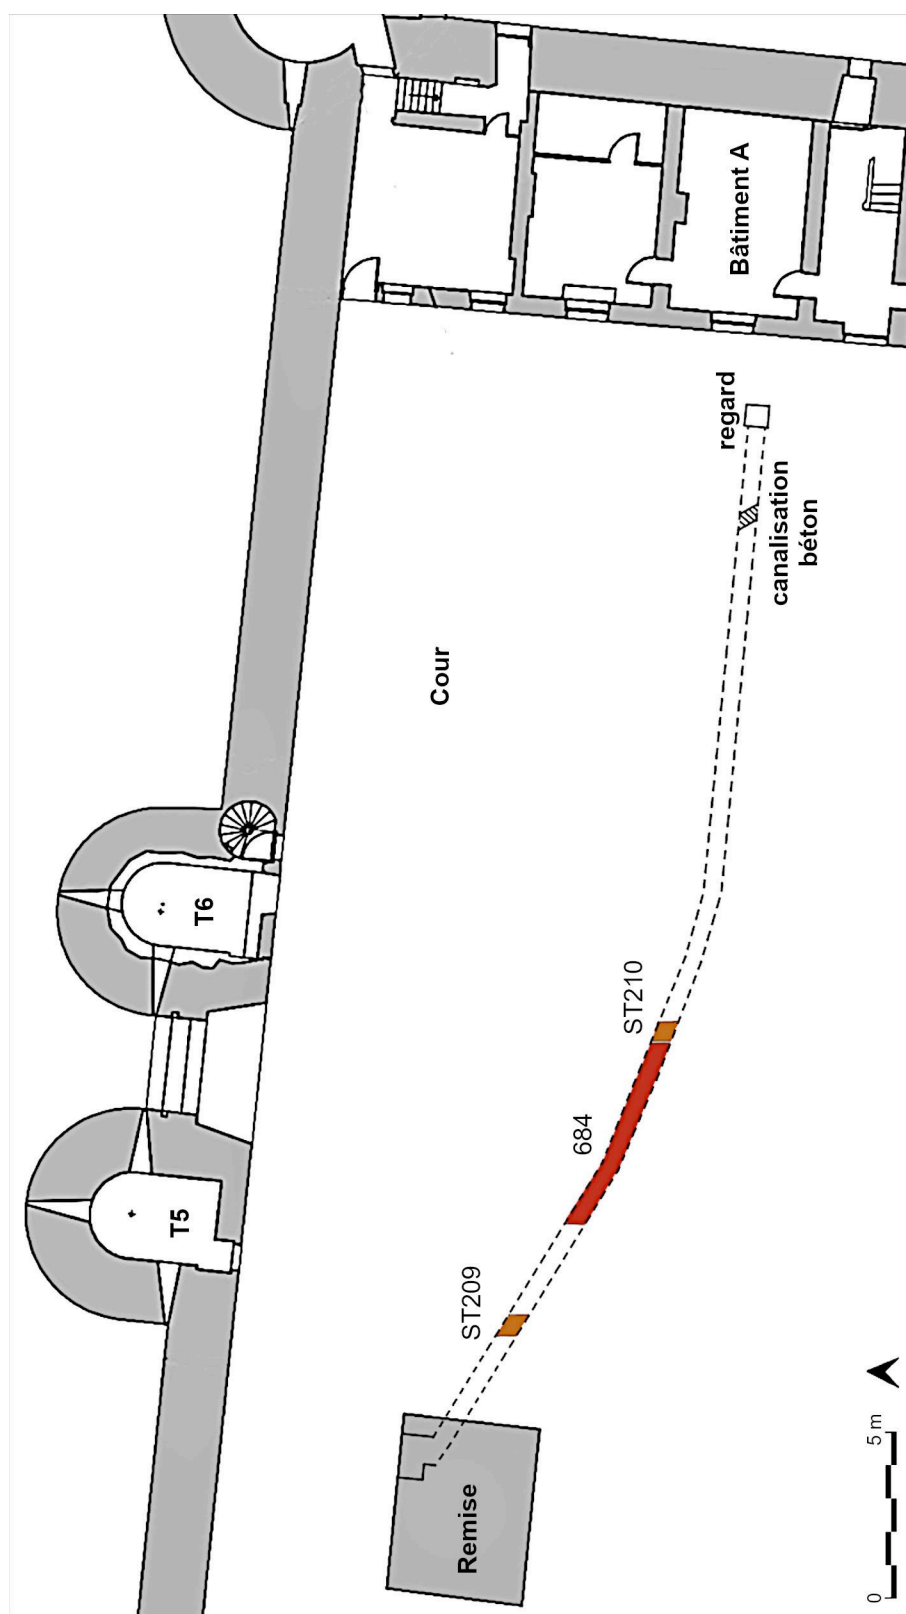 T5
T6
Cour
Bâtiment A
regard
canalisation
béton
ST210
684
ST209
Remise
0
5 m